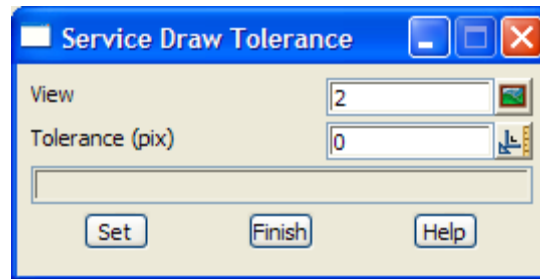 Service Draw Tolerance
View 2
Tolerance (pix) 0
Set Finish Help